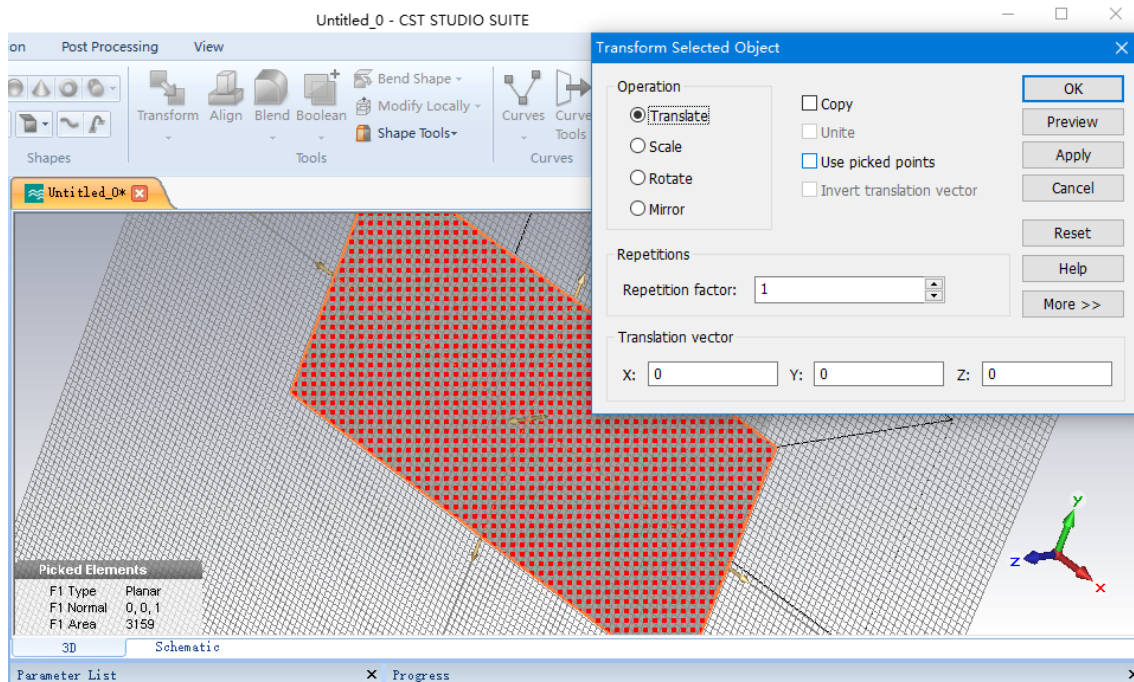 Untitled_0 - CST STUDIO SUITE
on Post Processing View
Transform Align Blend Boolean
Bend Shape
Modify Locally
Shape Tools
Curves Curve Tools
Shapes Tools Curves
Untitled_0*
Transform Selected Object
Operation
Translate
Scale
Rotate
Mirror
Copy
Unite
Use picked points
Invert translation vector
OK
Preview
Apply
Cancel
Reset
Help
More >>
Repetitions
Repetition factor: 1
Translation vector
X: 0 Y: 0 Z: 0
y
z
x
Picked Elements
F1 Type Planar
F1 Normal 0, 0, 1
F1 Area 3159
3D Schematic
Parameter List Progress